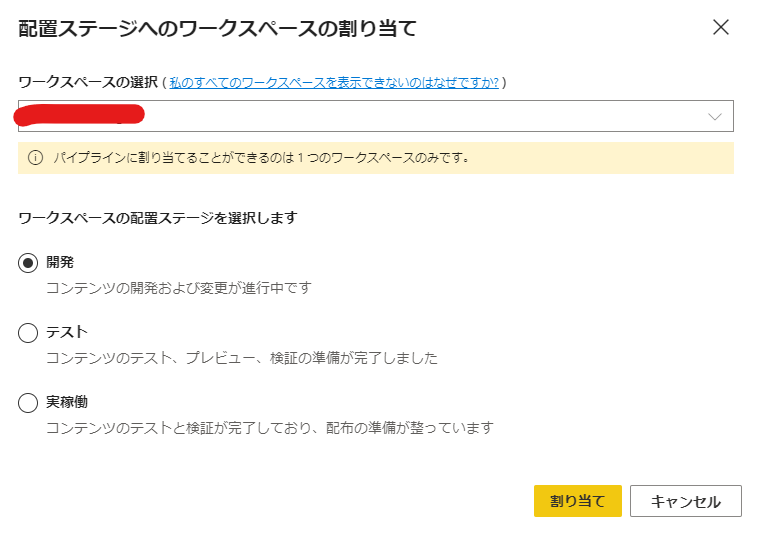 配置ステージへのワークスペースの割り当て
ワークスペースの選択 (私のすべてのワークスペースを表示できないのはなぜですか?)
パイプラインに割り当てることができるのは 1 つのワークスペースのみです。
ワークスペースの配置ステージを選択します
開発
コンテンツの開発および変更が進行中です
テスト
コンテンツのテスト、プレビュー、検証の準備が完了しました
実稼働
コンテンツのテストと検証が完了しており、配布の準備が整っています
割り当て キャンセル